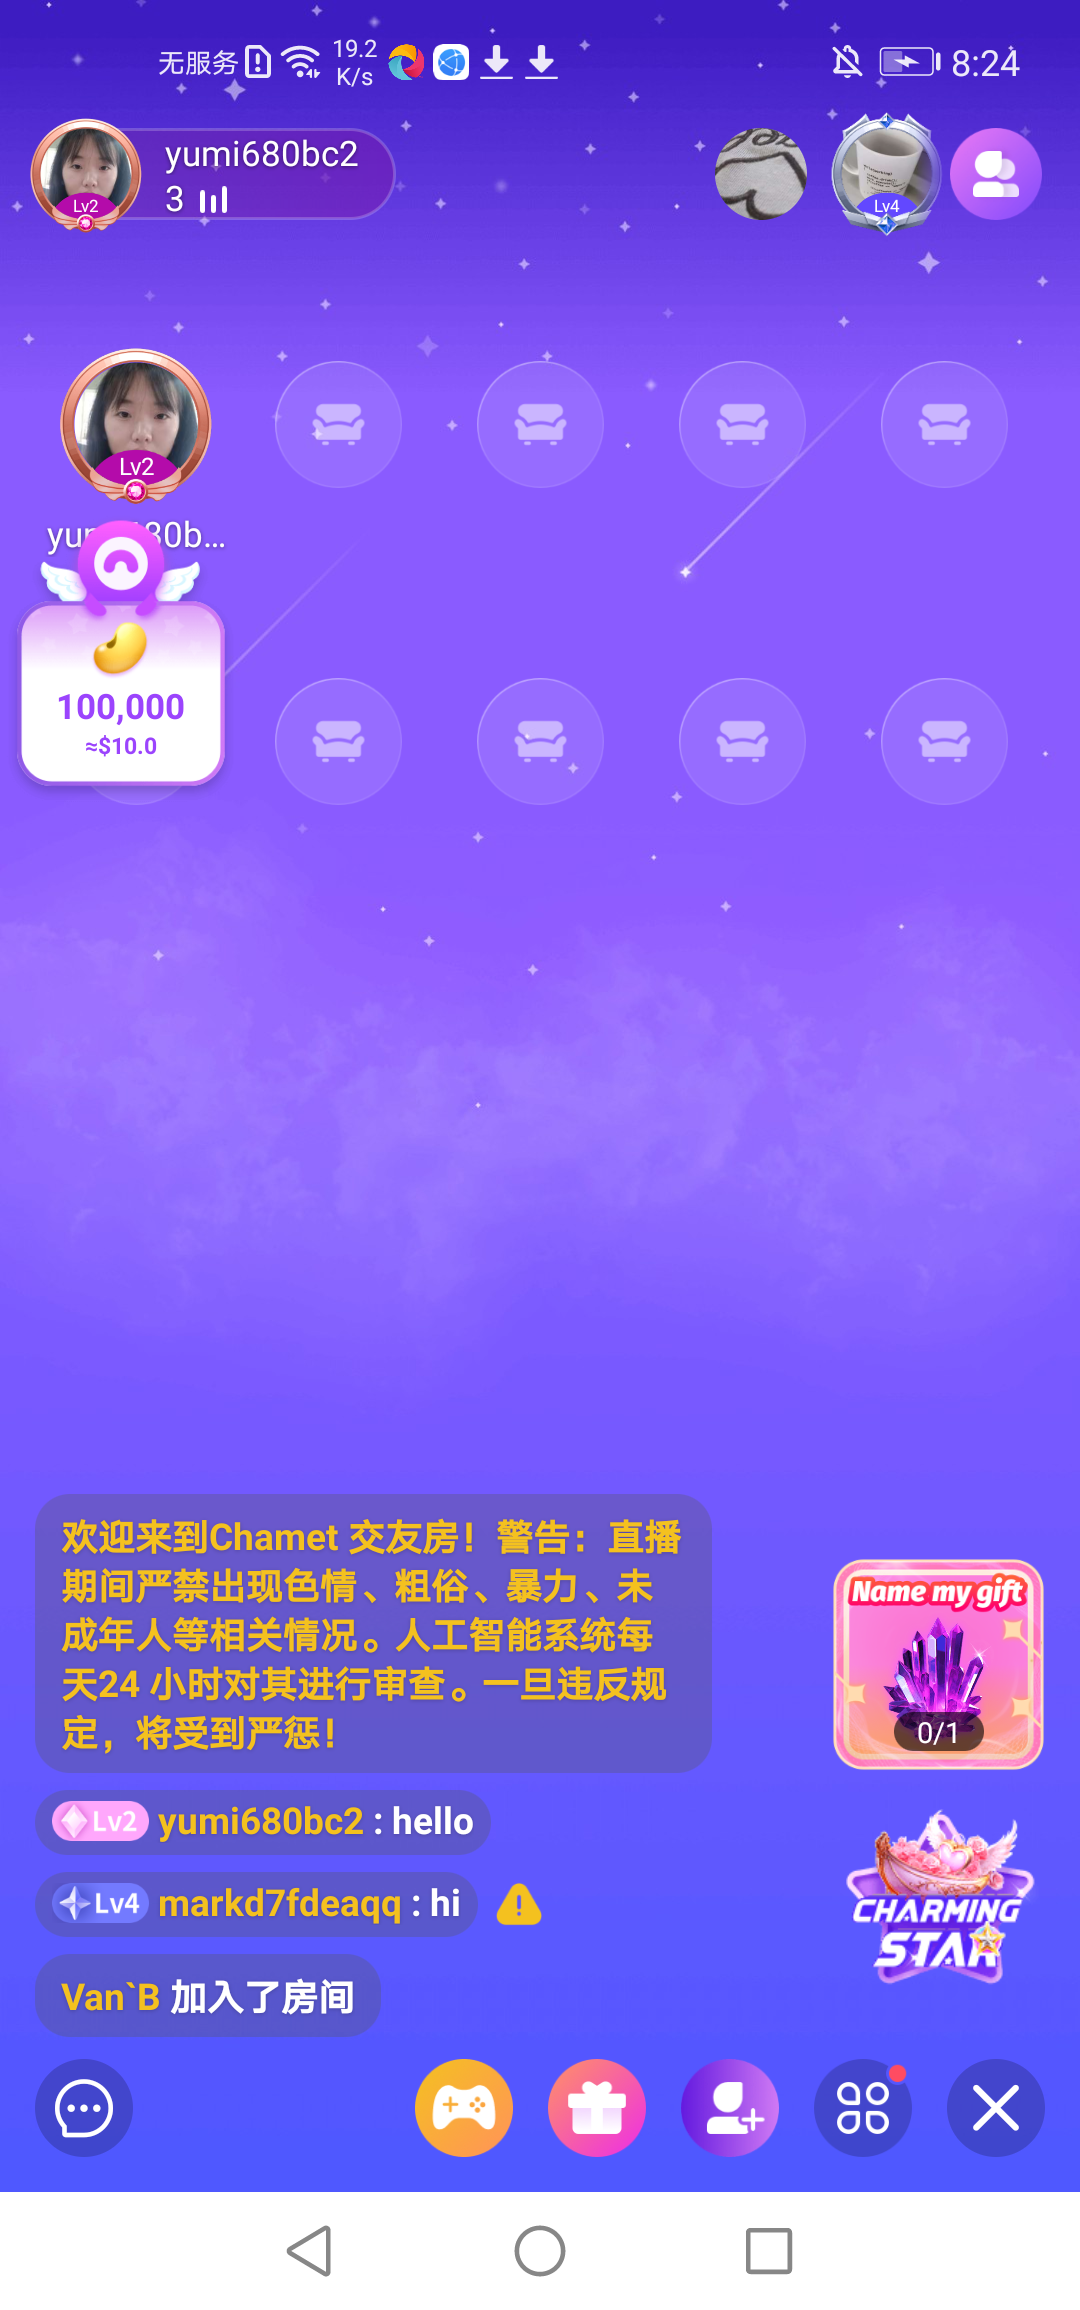 无服务
19.2
K/s
8:24
yumi680bc2
3
Lv2
Lv4
Lv2
100,000
≈$10.0
欢迎来到Chamet 交友房！警告：直播
期间严禁出现色情、粗俗、暴力、未
成年人等相关情况。人工智能系统每
天24 小时对其进行审查。一旦违反规
定，将受到严惩！
Name my gift
0/1
Lv2 yumi680bc2 : hello
Lv4 markd7fdeaqq : hi
CHARMING
STAR
Van`B 加入了房间